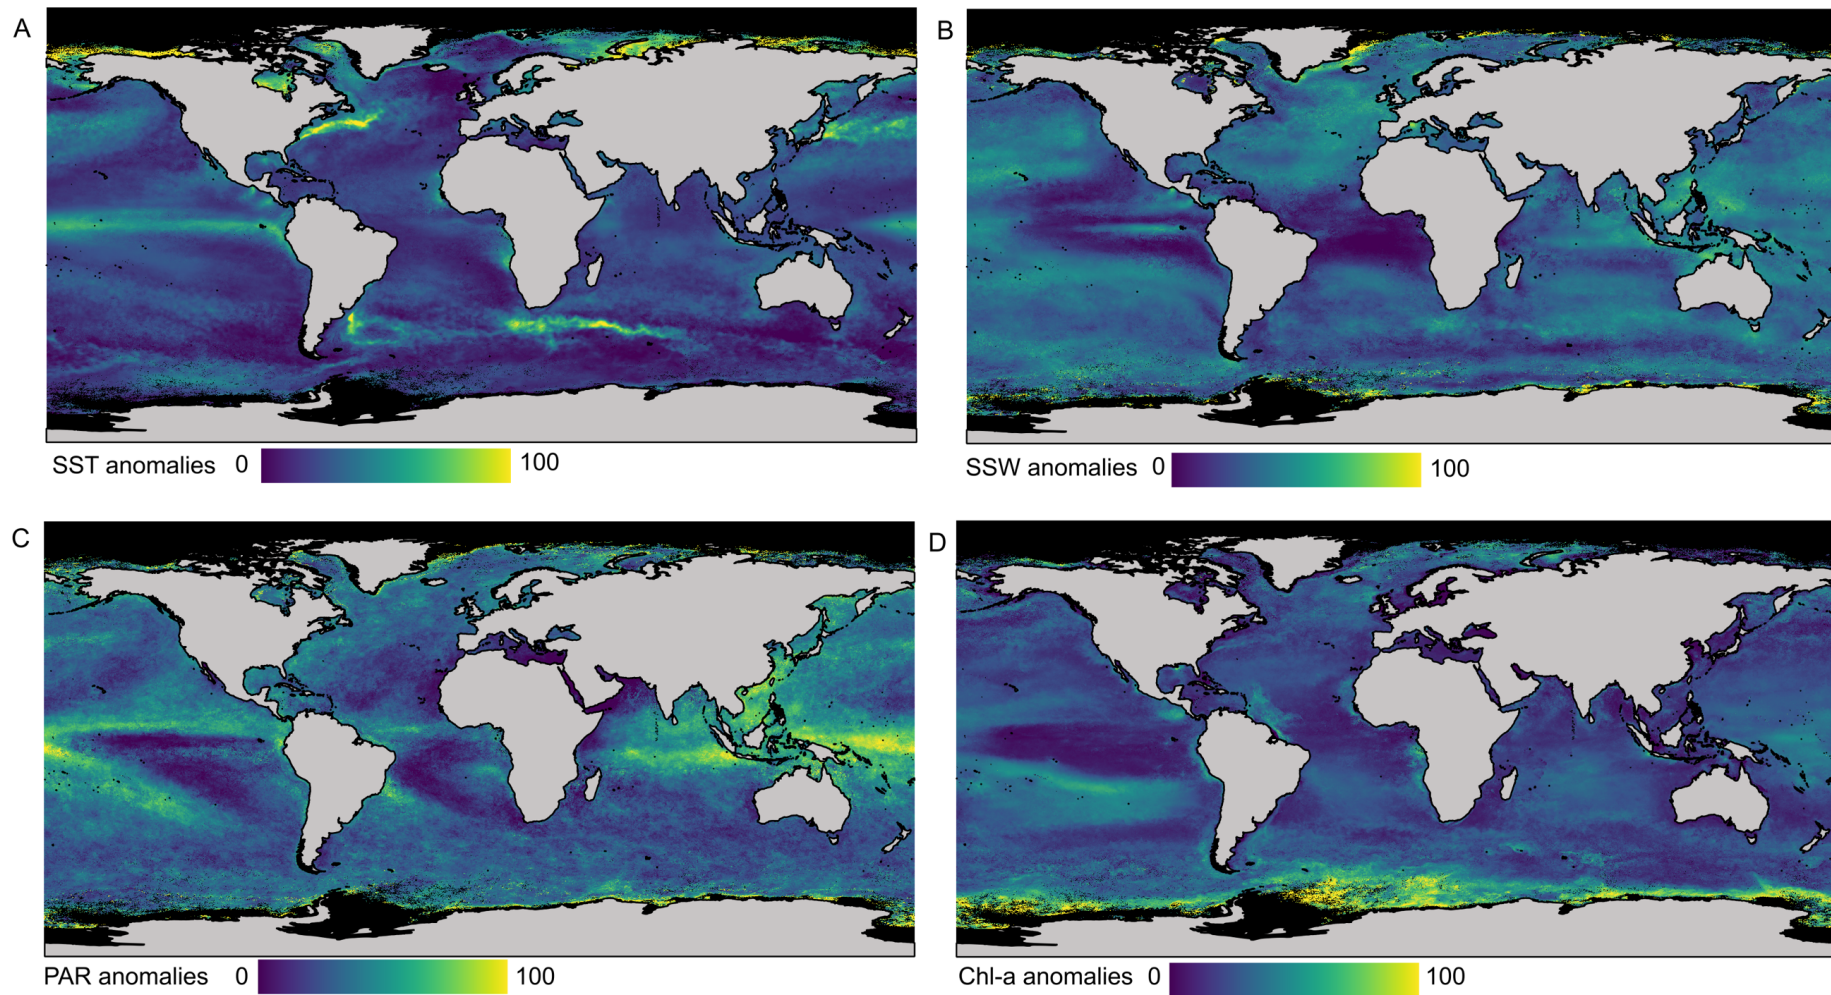 A
B
SST anomalies 0 100
SSW anomalies 0 100
C
D
PAR anomalies 0 100
Chl-a anomalies 0 100